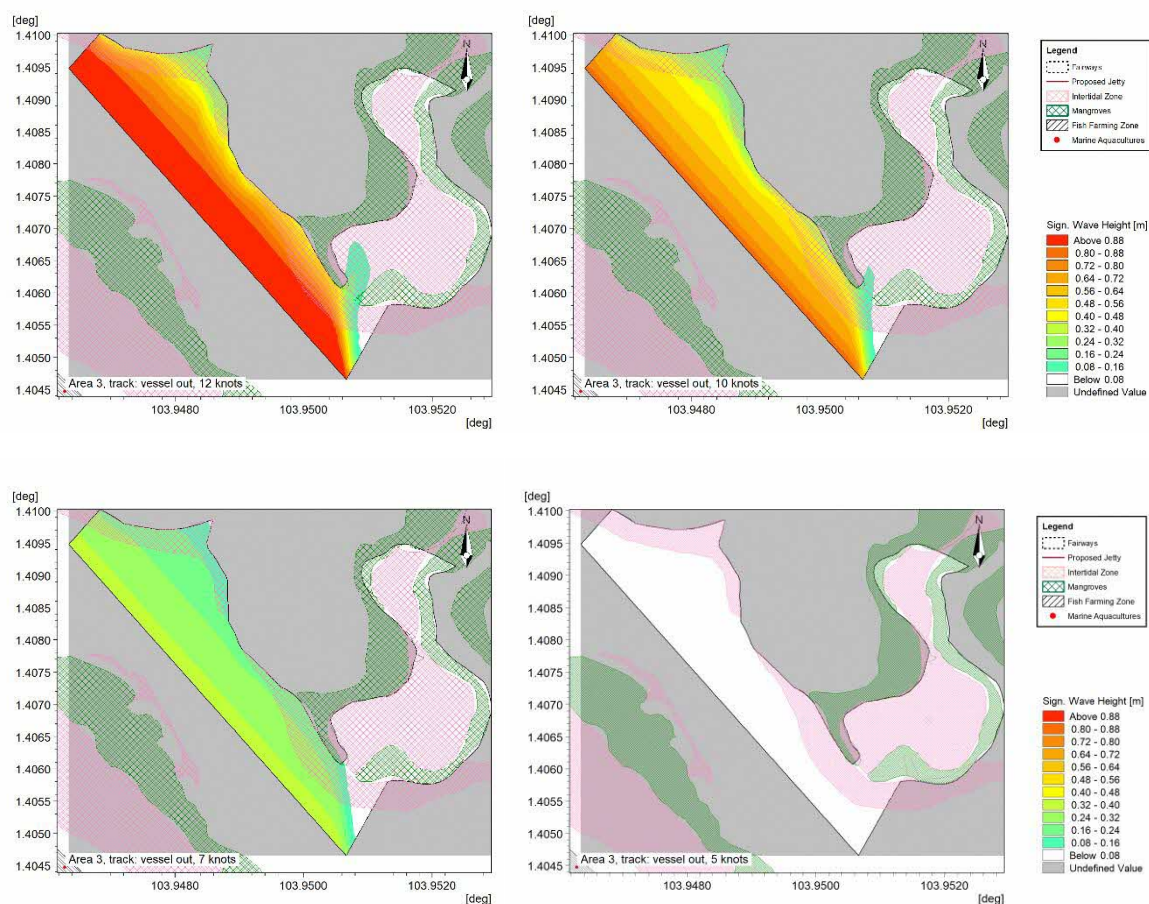 [deg]
1.4100
1.4095
1.4090
1.4085
1.4080
1.4075
1.4070
1.4065
1.4060
1.4055
1.4050
1.4045
N
Area 3, track: vessel out, 12 knots
103.9480 103.9500 103.9520
[deg]
[deg]
1.4100
1.4095
1.4090
1.4085
1.4080
1.4075
1.4070
1.4065
1.4060
1.4055
1.4050
1.4045
N
Area 3, track: vessel out, 10 knots
103.9480 103.9500 103.9520
[deg]
Legend
Fairways
Proposed Jetty
Intertidal Zone
Mangroves
Fish Farming Zone
Marine Aquacultures
Sign. Wave Height [m]
Above 0.88
0.80 - 0.88
0.72 - 0.80
0.64 - 0.72
0.56 - 0.64
0.48 - 0.56
0.40 - 0.48
0.32 - 0.40
0.24 - 0.32
0.16 - 0.24
0.08 - 0.16
Below 0.08
Undefined Value
[deg]
1.4100
1.4095
1.4090
1.4085
1.4080
1.4075
1.4070
1.4065
1.4060
1.4055
1.4050
1.4045
N
Area 3, track: vessel out, 7 knots
103.9480 103.9500 103.9520
[deg]
[deg]
1.4100
1.4095
1.4090
1.4085
1.4080
1.4075
1.4070
1.4065
1.4060
1.4055
1.4050
1.4045
N
Area 3, track: vessel out, 5 knots
103.9480 103.9500 103.9520
[deg]
Legend
Fairways
Proposed Jetty
Intertidal Zone
Mangroves
Fish Farming Zone
Marine Aquacultures
Sign. Wave Height [m]
Above 0.88
0.80 - 0.88
0.72 - 0.80
0.64 - 0.72
0.56 - 0.64
0.48 - 0.56
0.40 - 0.48
0.32 - 0.40
0.24 - 0.32
0.16 - 0.24
0.08 - 0.16
Below 0.08
Undefined Value